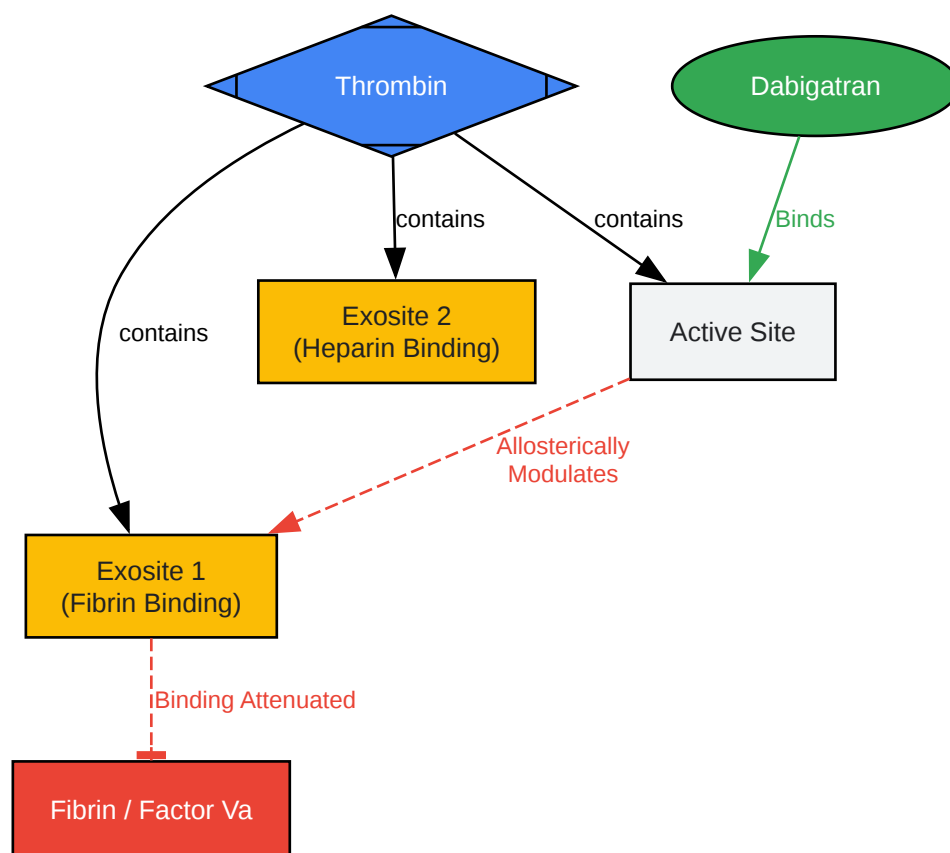 Thrombin
Dabigatran
contains
contains
Binds
Exosite 2
(Heparin Binding)
Active Site
contains
Allosterically
Modulates
Exosite 1
(Fibrin Binding)
Binding Attenuated
Fibrin / Factor Va